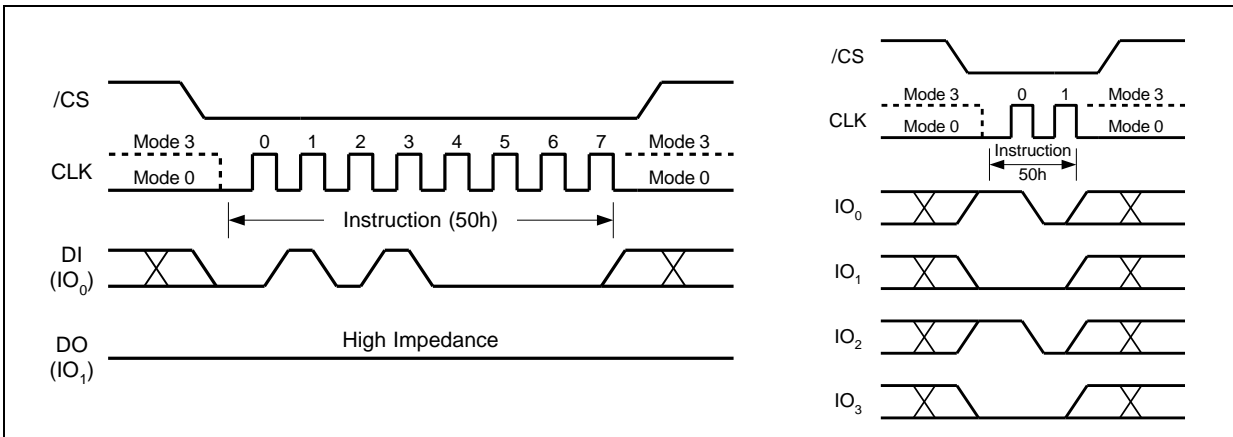 /CS
Mode 3 0 1 2 3 4 5 6 7 Mode 3
CLK Mode 0 Mode 0
Instruction (50h)
DI
(IO0)
High Impedance
DO
(IO1)
/CS
Mode 3 0 1 Mode 3
CLK Mode 0 Mode 0
Instruction
50h
IO0
IO1
IO2
IO3